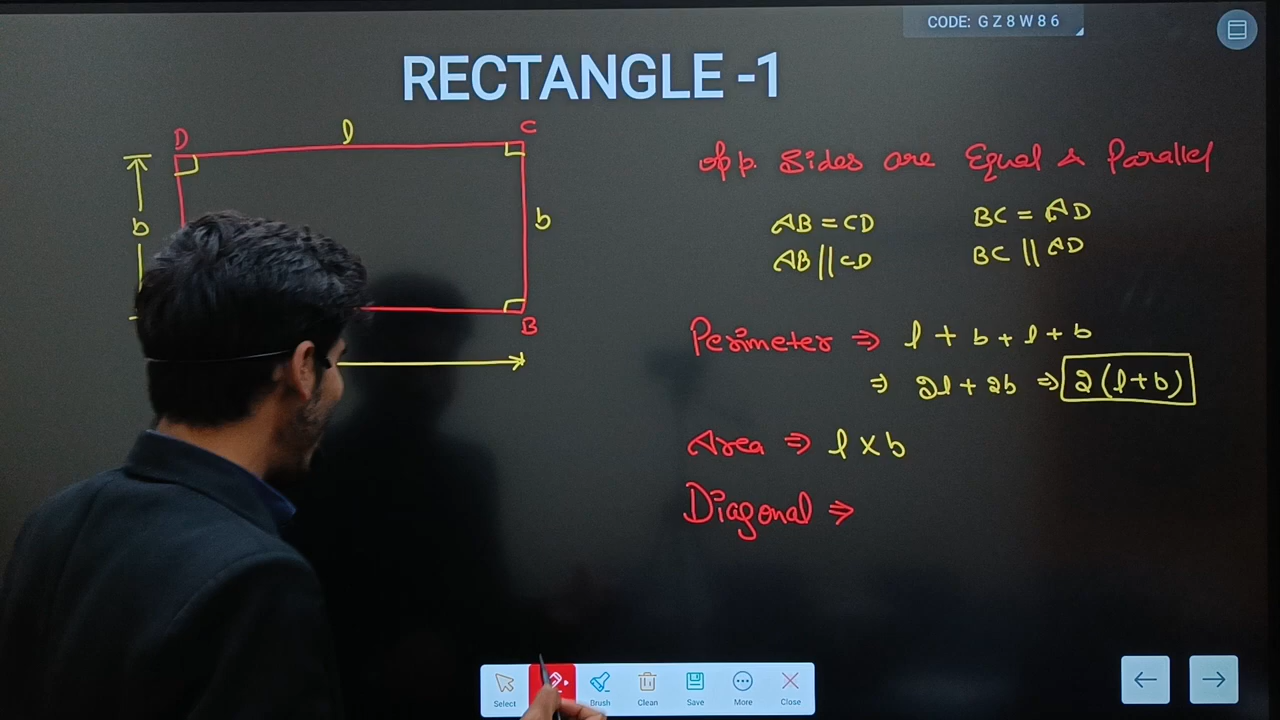 CODE: G Z 8 W 8 6
RECTANGLE -1
D
l
C
b
b
B
opp. Sides are Equal & Parallel
AB = CD
BC = AD
AB || CD
BC || AD
Perimeter ⇒ l + b + l + b
⇒ 2l + 2b ⇒ 2(l+b)
Area ⇒ l × b
Diagonal ⇒
Select
Brush
Clean
Save
More
Close